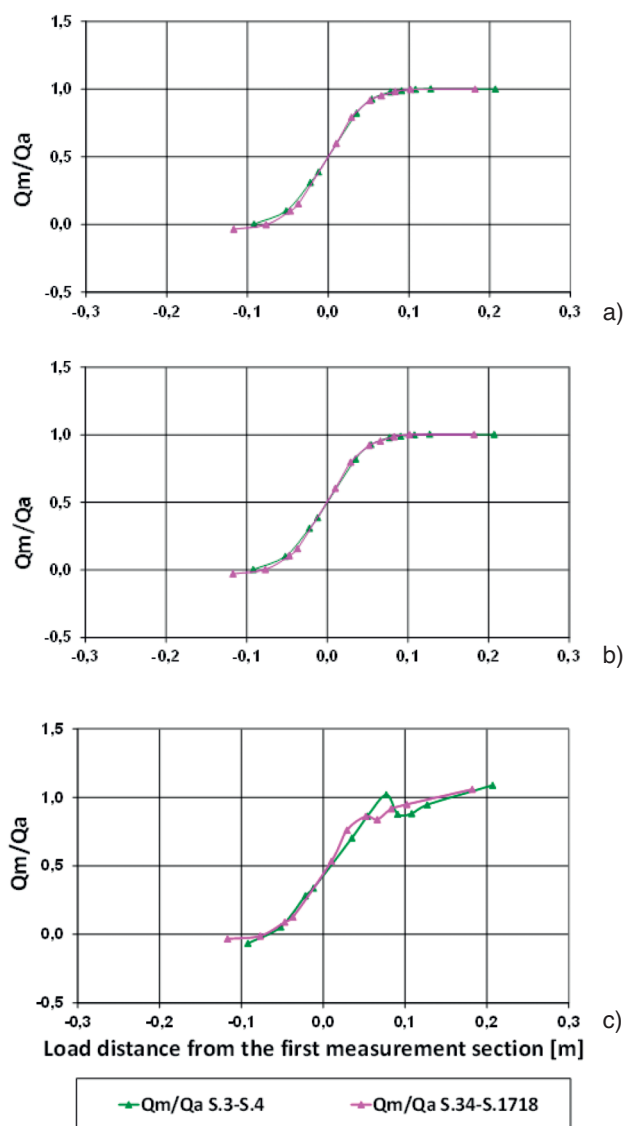 1,5
1,0
0,5
0,0
-0,5
Qm/Qa
-0,3 -0,2 -0,1 0,0 0,1 0,2 0,3
a)
1,5
1,0
0,5
0,0
-0,5
Qm/Qa
-0,3 -0,2 -0,1 0,0 0,1 0,2 0,3
b)
1,5
1,0
0,5
0,0
-0,5
Qm/Qa
-0,3 -0,2 -0,1 0,0 0,1 0,2 0,3
c)
Load distance from the first measurement section [m]
Qm/Qa S.3-S.4 Qm/Qa S.34-S.1718